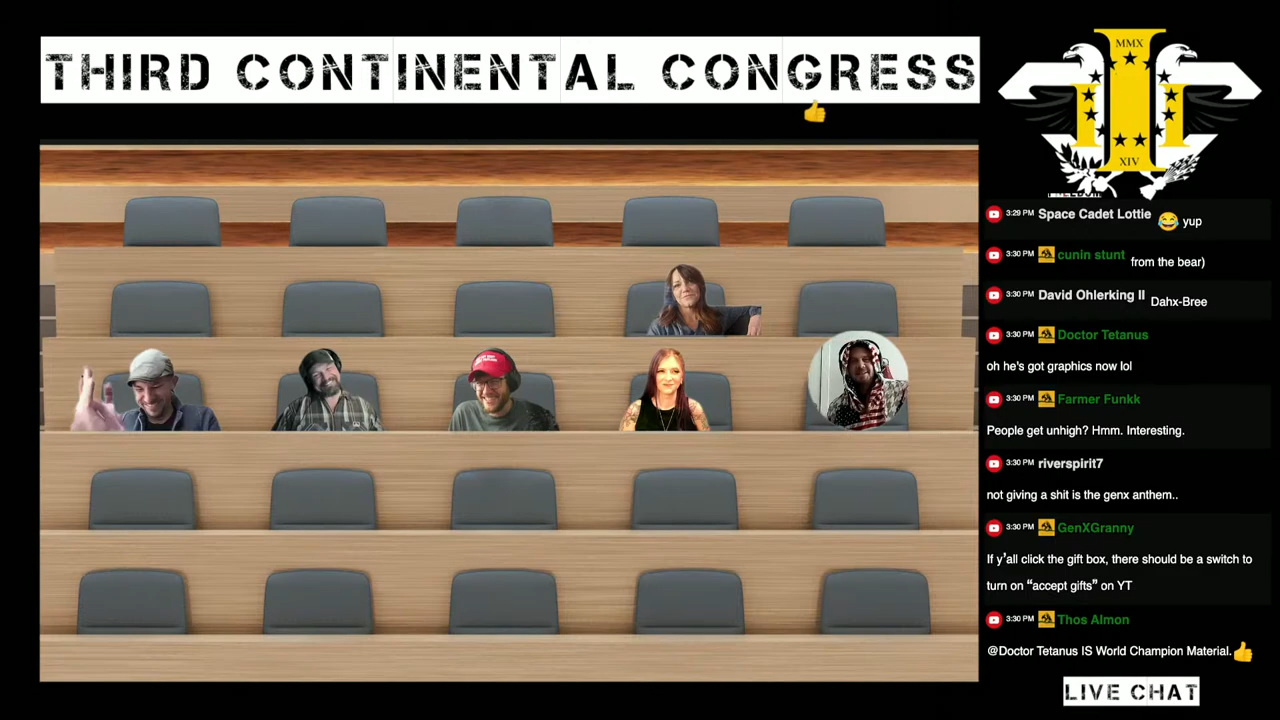 THIRD CONTINENTAL CONGRESS
MMX
XIV
3:29 PM Space Cadet Lottie 😂 yup
3:30 PM cunin stunt from the bear)
3:30 PM David Ohlerking II Dahx-Bree
3:30 PM Doctor Tetanus
oh he's got graphics now lol
3:30 PM Farmer Funkk
People get unhigh? Hmm. Interesting.
3:30 PM riverspirit7
not giving a shit is the genx anthem..
3:30 PM GenXGranny
If y’all click the gift box, there should be a switch to
turn on “accept gifts” on YT
3:30 PM Thos Almon
@Doctor Tetanus IS World Champion Material.👍
LIVE CHAT